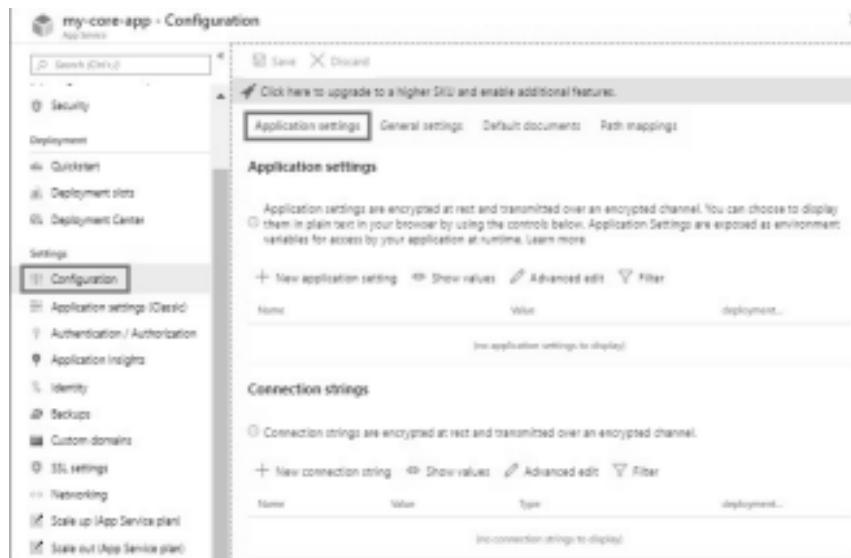 my-core-app - Configuration
App Service
Search (Ctrl+/)
Security
Deployment
Quickstart
Deployment slots
Deployment Center
Settings
Configuration
Application settings (Classic)
Authentication / Authorization
Application Insights
Identity
Backups
Custom domains
SSL settings
Networking
Scale up (App Service plan)
Scale out (App Service plan)
Save Discard
Click here to upgrade to a higher SKU and enable additional features.
Application settings General settings Default documents Path mappings
Application settings
Application settings are encrypted at rest and transmitted over an encrypted channel. You can choose to display
them in plain text in your browser by using the controls below. Application Settings are exposed as environment
variables for access by your application at runtime. Learn more
New application setting Show values Advanced edit Filter
Name Value deployment...
(no application settings to display)
Connection strings
Connection strings are encrypted at rest and transmitted over an encrypted channel.
New connection string Show values Advanced edit Filter
Name Value Type deployment...
(no connection strings to display)